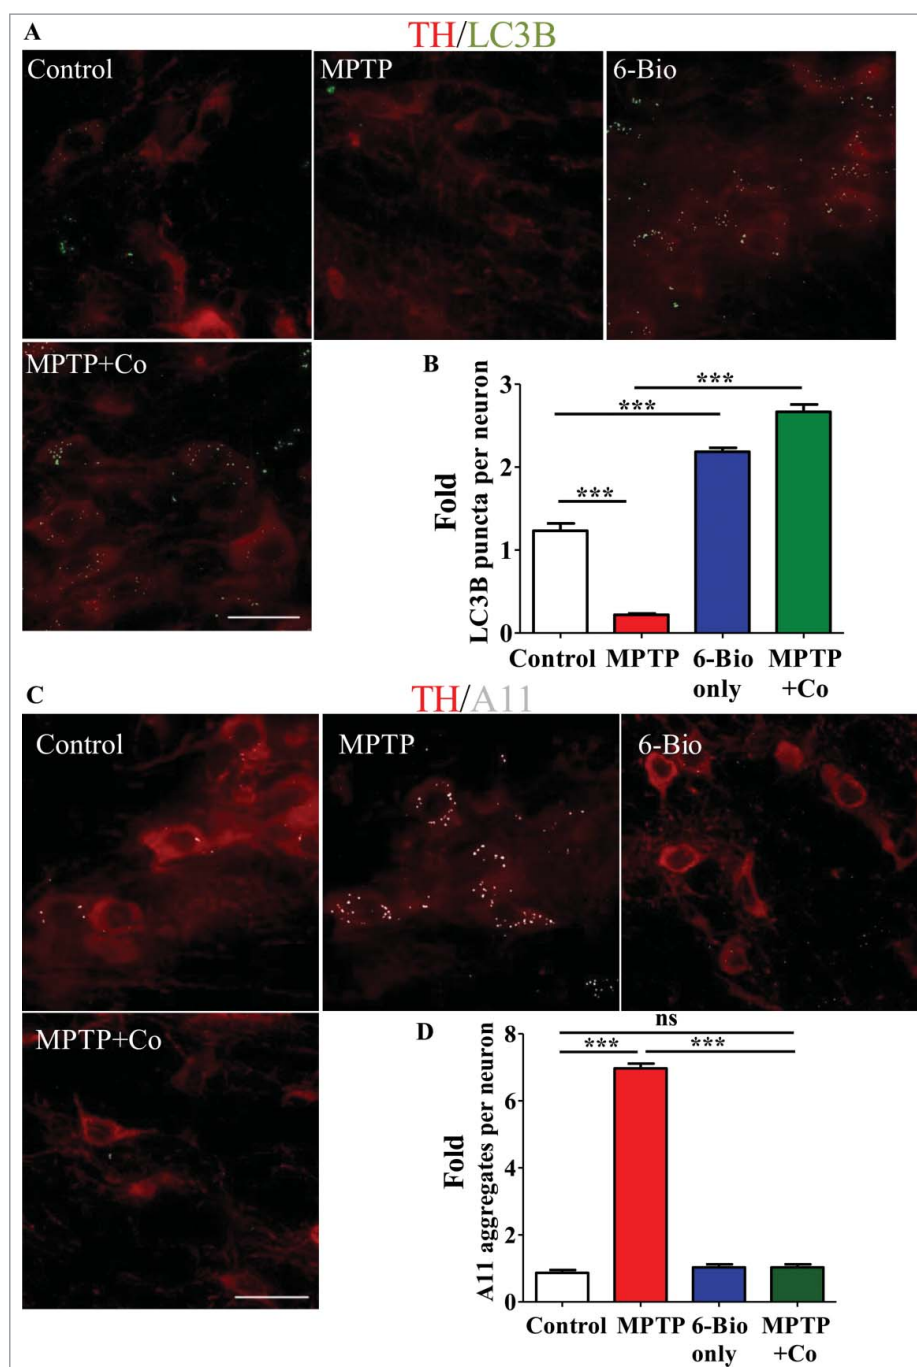 A
TH/LC3B
Control
MPTP
6-Bio
MPTP+Co
B
Fold
LC3B puncta per neuron
3
2
1
0
***
***
***
Control
MPTP
6-Bio
only
MPTP
+Co
C
TH/A11
Control
MPTP
6-Bio
MPTP+Co
D
Fold
A11 aggregates per neuron
8
6
4
2
0
ns
***
***
Control
MPTP
6-Bio
only
MPTP
+Co